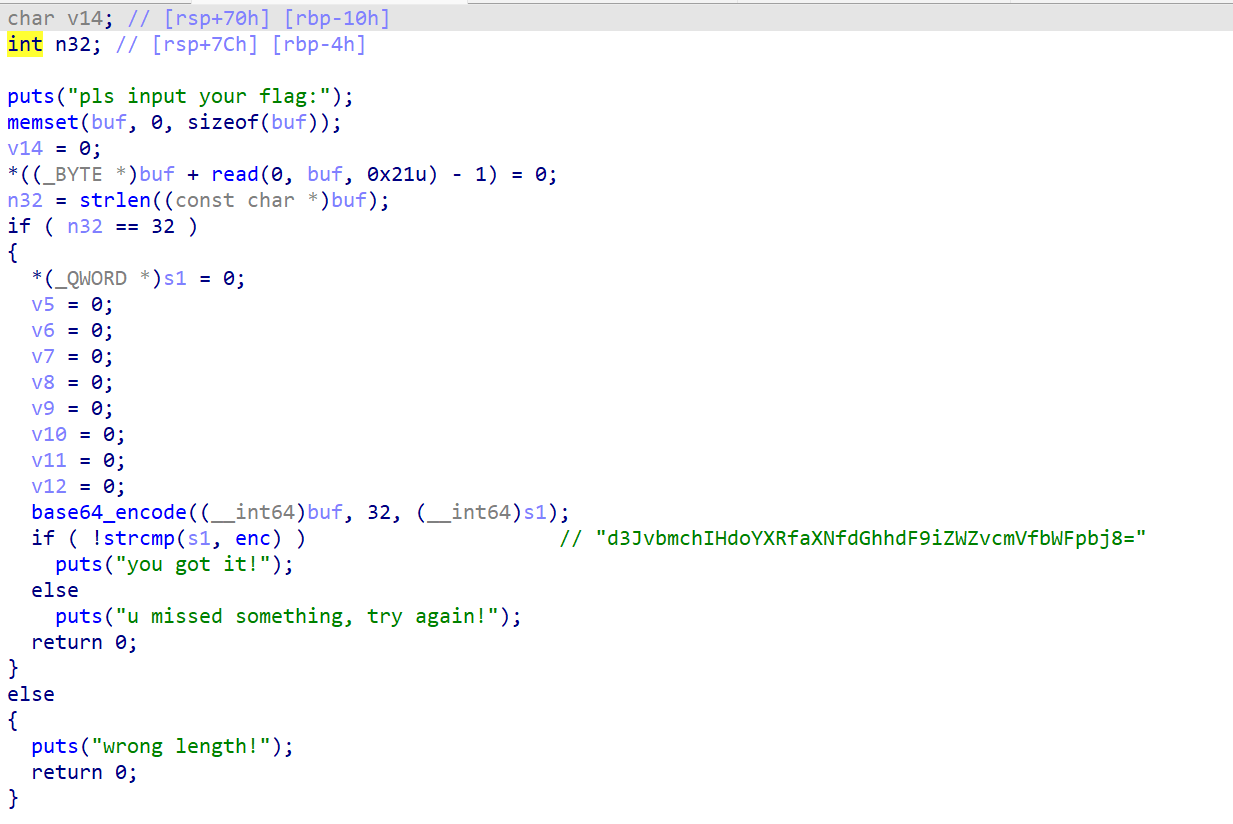 char v14; // [rsp+70h] [rbp-10h]
int n32; // [rsp+7Ch] [rbp-4h]

puts("pls input your flag:");
memset(buf, 0, sizeof(buf));
v14 = 0;
*((_BYTE *)buf + read(0, buf, 0x21u) - 1) = 0;
n32 = strlen((const char *)buf);
if ( n32 == 32 )
{
  *(_QWORD *)s1 = 0;
  v5 = 0;
  v6 = 0;
  v7 = 0;
  v8 = 0;
  v9 = 0;
  v10 = 0;
  v11 = 0;
  v12 = 0;
  base64_encode((__int64)buf, 32, (__int64)s1);
  if ( !strcmp(s1, enc) )                     // "d3JvbmchIHdoYXRfaXNfdGhhdF9iZWZvcmVfbWFpbj8="
    puts("you got it!");
  else
    puts("u missed something, try again!");
  return 0;
}
else
{
  puts("wrong length!");
  return 0;
}